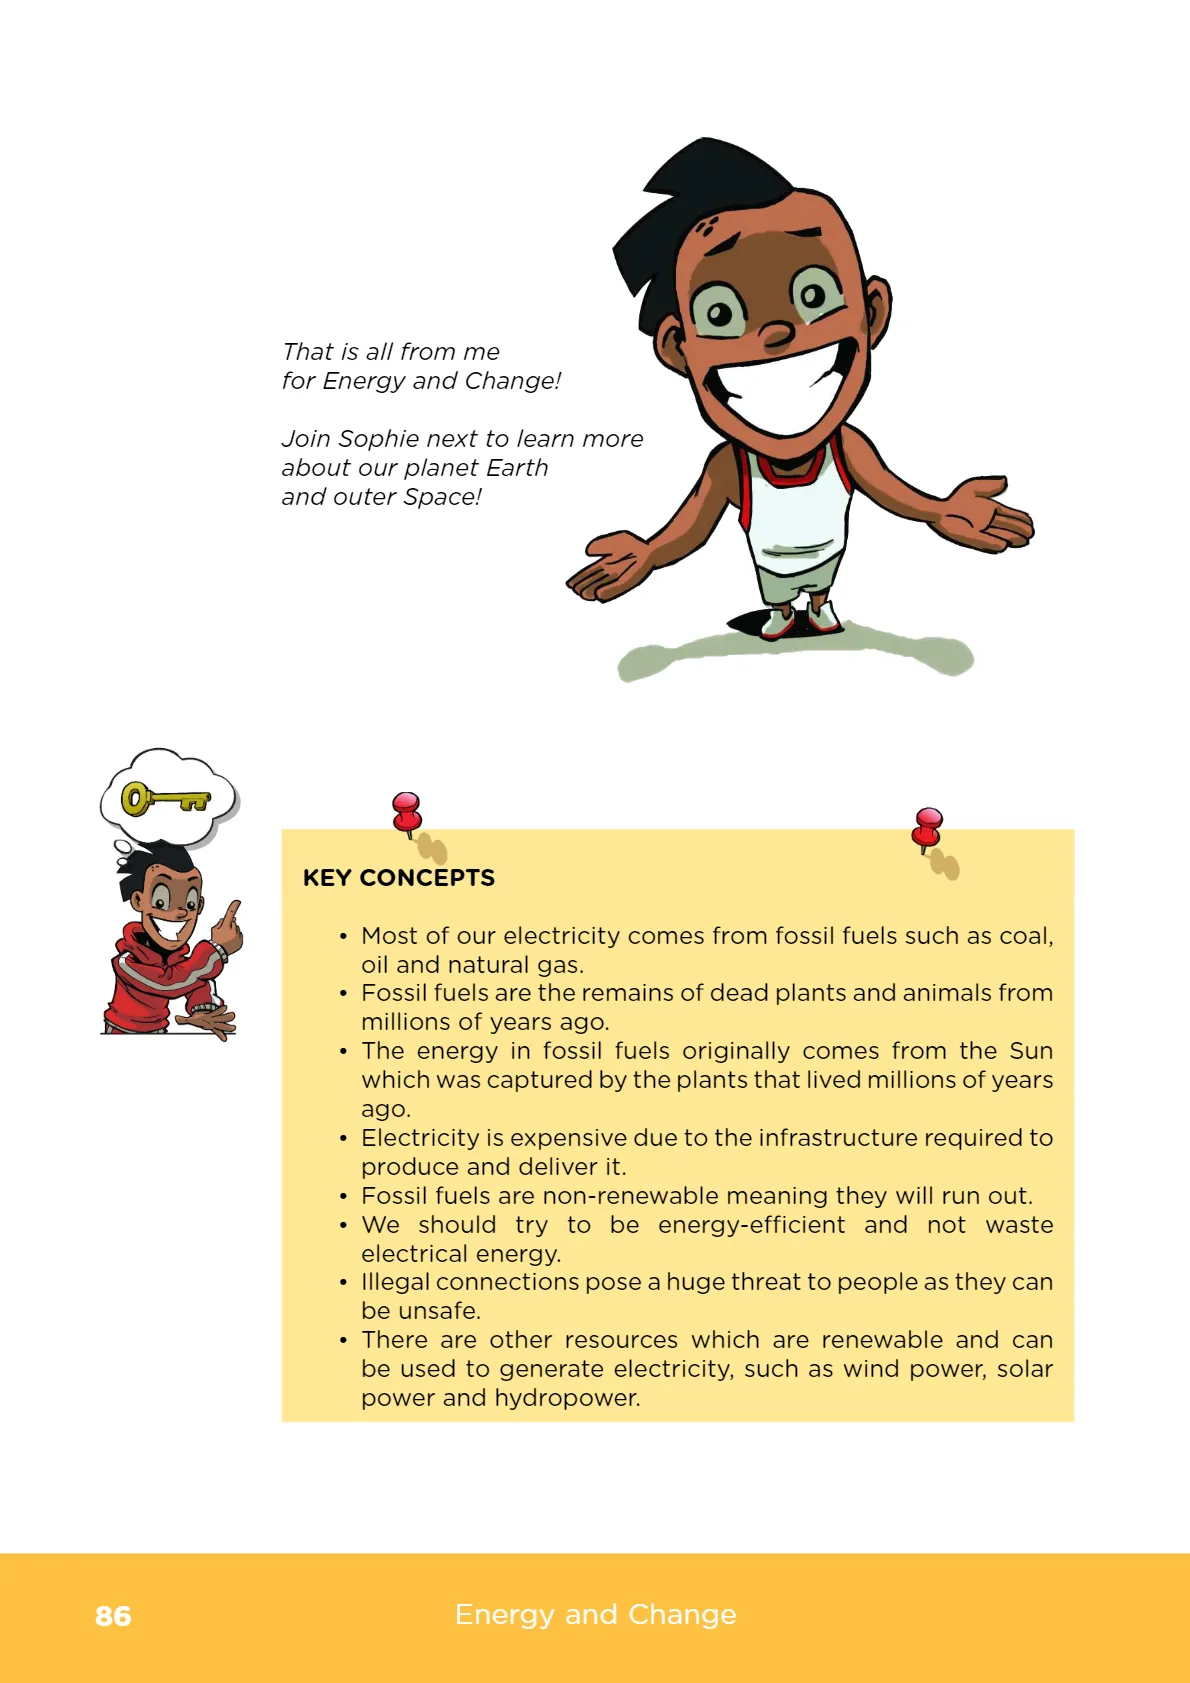 That is all from me
for Energy and Change!
Join Sophie next to learn more
about our planet Earth
and outer Space!
KEY CONCEPTS
• Most of our electricity comes from fossil fuels such as coal,
oil and natural gas.
• Fossil fuels are the remains of dead plants and animals from
millions of years ago.
• The energy in fossil fuels originally comes from the Sun
which was captured by the plants that lived millions of years
ago.
• Electricity is expensive due to the infrastructure required to
produce and deliver it.
• Fossil fuels are non-renewable meaning they will run out.
• We should try to be energy-efficient and not waste
electrical energy.
• Illegal connections pose a huge threat to people as they can
be unsafe.
• There are other resources which are renewable and can
be used to generate electricity, such as wind power, solar
power and hydropower.
86 Energy and Change